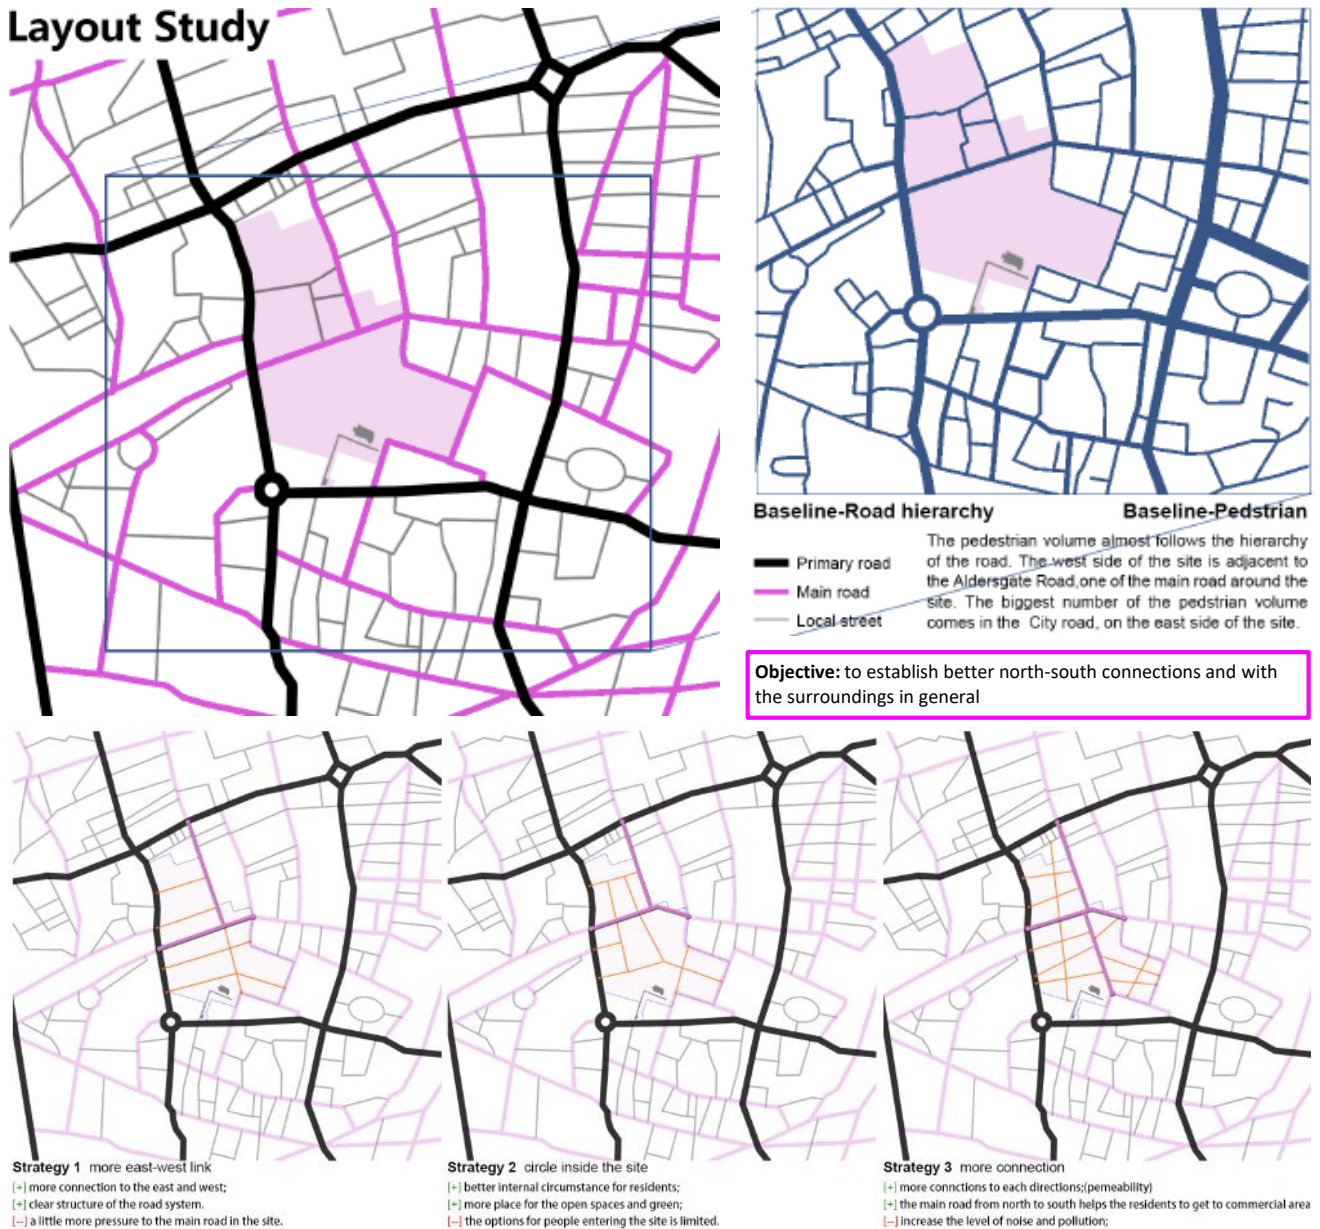 Layout Study
Baseline-Road hierarchy
Primary road
Main road
Local street
Baseline-Pedstrian
The pedestrian volume almost follows the hierarchy
of the road. The west side of the site is adjacent to
the Aldersgate Road,one of the main road around the
site. The biggest number of the pedstrian volume
comes in the City road, on the east side of the site.
Objective: to establish better north-south connections and with
the surroundings in general
Strategy 1 more east-west link
[+] more connection to the east and west;
[+] clear structure of the road system.
[--] a little more pressure to the main road in the site.
Strategy 2 circle inside the site
[+] better internal circumstance for residents;
[+] more place for the open spaces and green;
[--] the options for people entering the site is limited.
Strategy 3 more connection
[+] more connctions to each directions;(pemeability)
[+] the main road from north to south helps the residents to get to commercial area
[--] increase the level of noise and pollution;